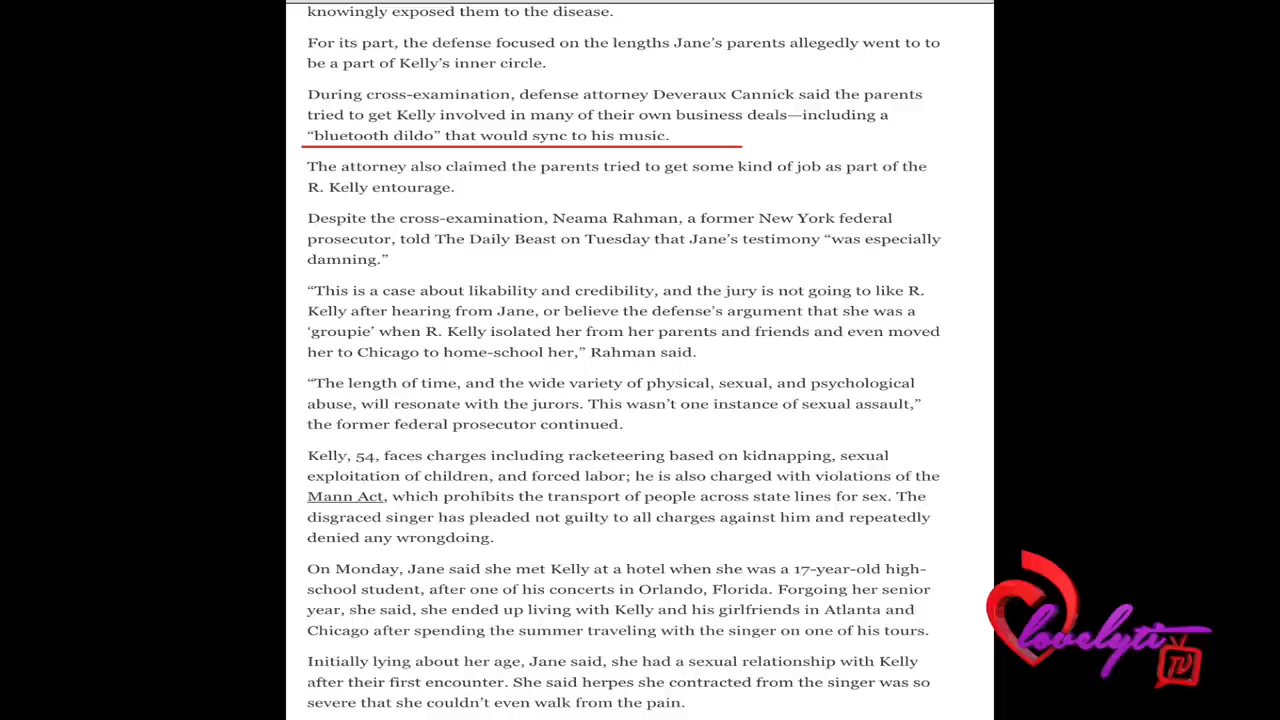 knowingly exposed them to the disease.
For its part, the defense focused on the lengths Jane’s parents allegedly went to to
be a part of Kelly’s inner circle.
During cross-examination, defense attorney Deveraux Cannick said the parents
tried to get Kelly involved in many of their own business deals—including a
“bluetooth dildo” that would sync to his music.
The attorney also claimed the parents tried to get some kind of job as part of the
R. Kelly entourage.
Despite the cross-examination, Neama Rahman, a former New York federal
prosecutor, told The Daily Beast on Tuesday that Jane’s testimony “was especially
damning.”
“This is a case about likability and credibility, and the jury is not going to like R.
Kelly after hearing from Jane, or believe the defense’s argument that she was a
‘groupie’ when R. Kelly isolated her from her parents and friends and even moved
her to Chicago to home-school her,” Rahman said.
“The length of time, and the wide variety of physical, sexual, and psychological
abuse, will resonate with the jurors. This wasn’t one instance of sexual assault,”
the former federal prosecutor continued.
Kelly, 54, faces charges including racketeering based on kidnapping, sexual
exploitation of children, and forced labor; he is also charged with violations of the
Mann Act, which prohibits the transport of people across state lines for sex. The
disgraced singer has pleaded not guilty to all charges against him and repeatedly
denied any wrongdoing.
On Monday, Jane said she met Kelly at a hotel when she was a 17-year-old high-
school student, after one of his concerts in Orlando, Florida. Forgoing her senior
year, she said, she ended up living with Kelly and his girlfriends in Atlanta and
Chicago after spending the summer traveling with the singer on one of his tours.
Initially lying about her age, Jane said, she had a sexual relationship with Kelly
after their first encounter. She said herpes she contracted from the singer was so
severe that she couldn’t even walk from the pain.
lovelyti
TV